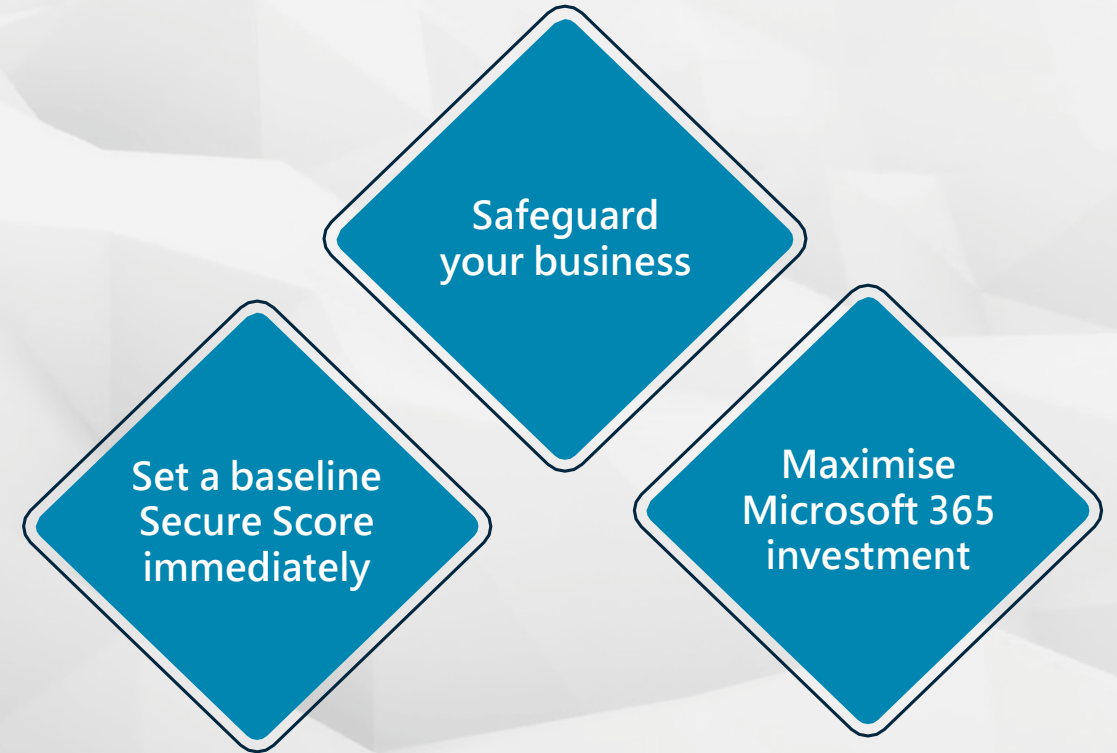 Safeguard
your business
Set a baseline
Secure Score
immediately
Maximise
Microsoft 365
investment